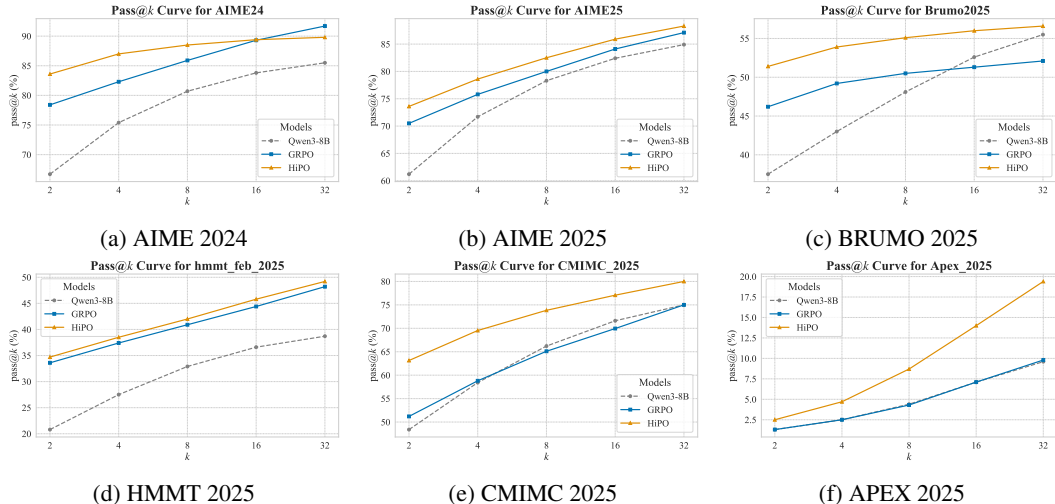 Pass@k Curve for AIME24
pass@k (%)
90
85
80
75
70
2 4 8 16 32
k
Models
Qwen3-8B
GRPO
HiPO
(a) AIME 2024
Pass@k Curve for AIME25
pass@k (%)
85
80
75
70
65
60
2 4 8 16 32
k
Models
Qwen3-8B
GRPO
HiPO
(b) AIME 2025
Pass@k Curve for Brumo2025
pass@k (%)
55
50
45
40
2 4 8 16 32
k
Models
Qwen3-8B
GRPO
HiPO
(c) BRUMO 2025
Pass@k Curve for hmmt_feb_2025
pass@k (%)
50
45
40
35
30
25
20
2 4 8 16 32
k
Models
Qwen3-8B
GRPO
HiPO
(d) HMMT 2025
Pass@k Curve for CMIMC_2025
pass@k (%)
80
75
70
65
60
55
50
2 4 8 16 32
k
Models
Qwen3-8B
GRPO
HiPO
(e) CMIMC 2025
Pass@k Curve for Apex_2025
pass@k (%)
20.0
17.5
15.0
12.5
10.0
7.5
5.0
2.5
2 4 8 16 32
k
Models
Qwen3-8B
GRPO
HiPO
(f) APEX 2025